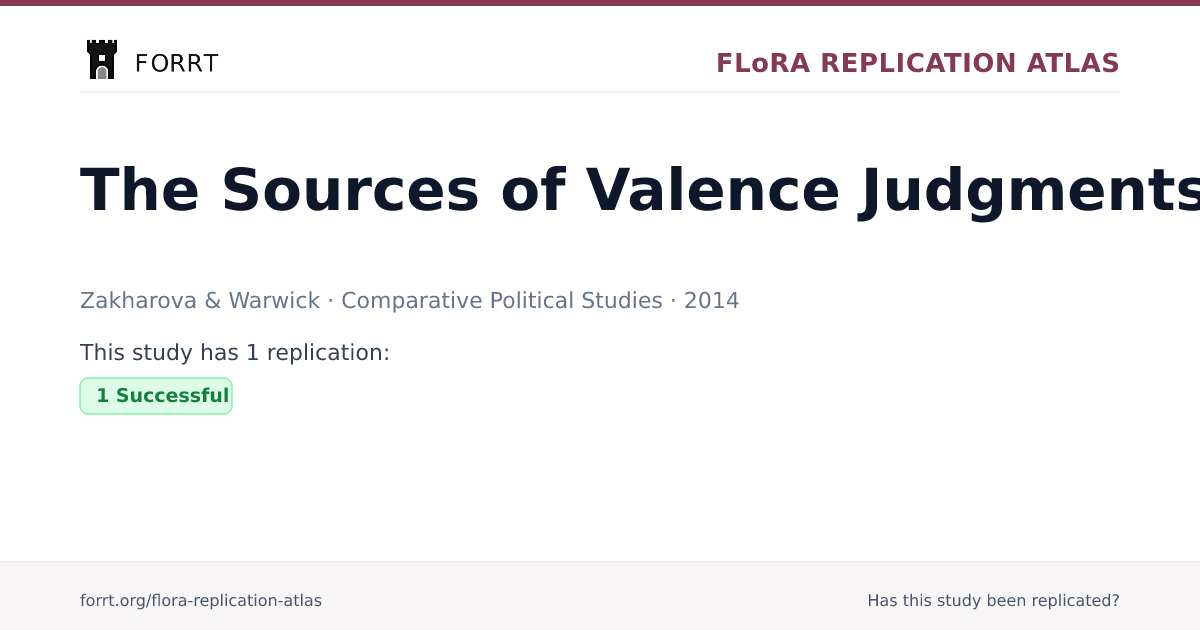 FORRT
FLoRA REPLICATION ATLAS
The Sources of Valence Judgments
Zakharova & Warwick · Comparative Political Studies · 2014
This study has 1 replication:
1 Successful
forrt.org/flora-replication-atlas
Has this study been replicated?